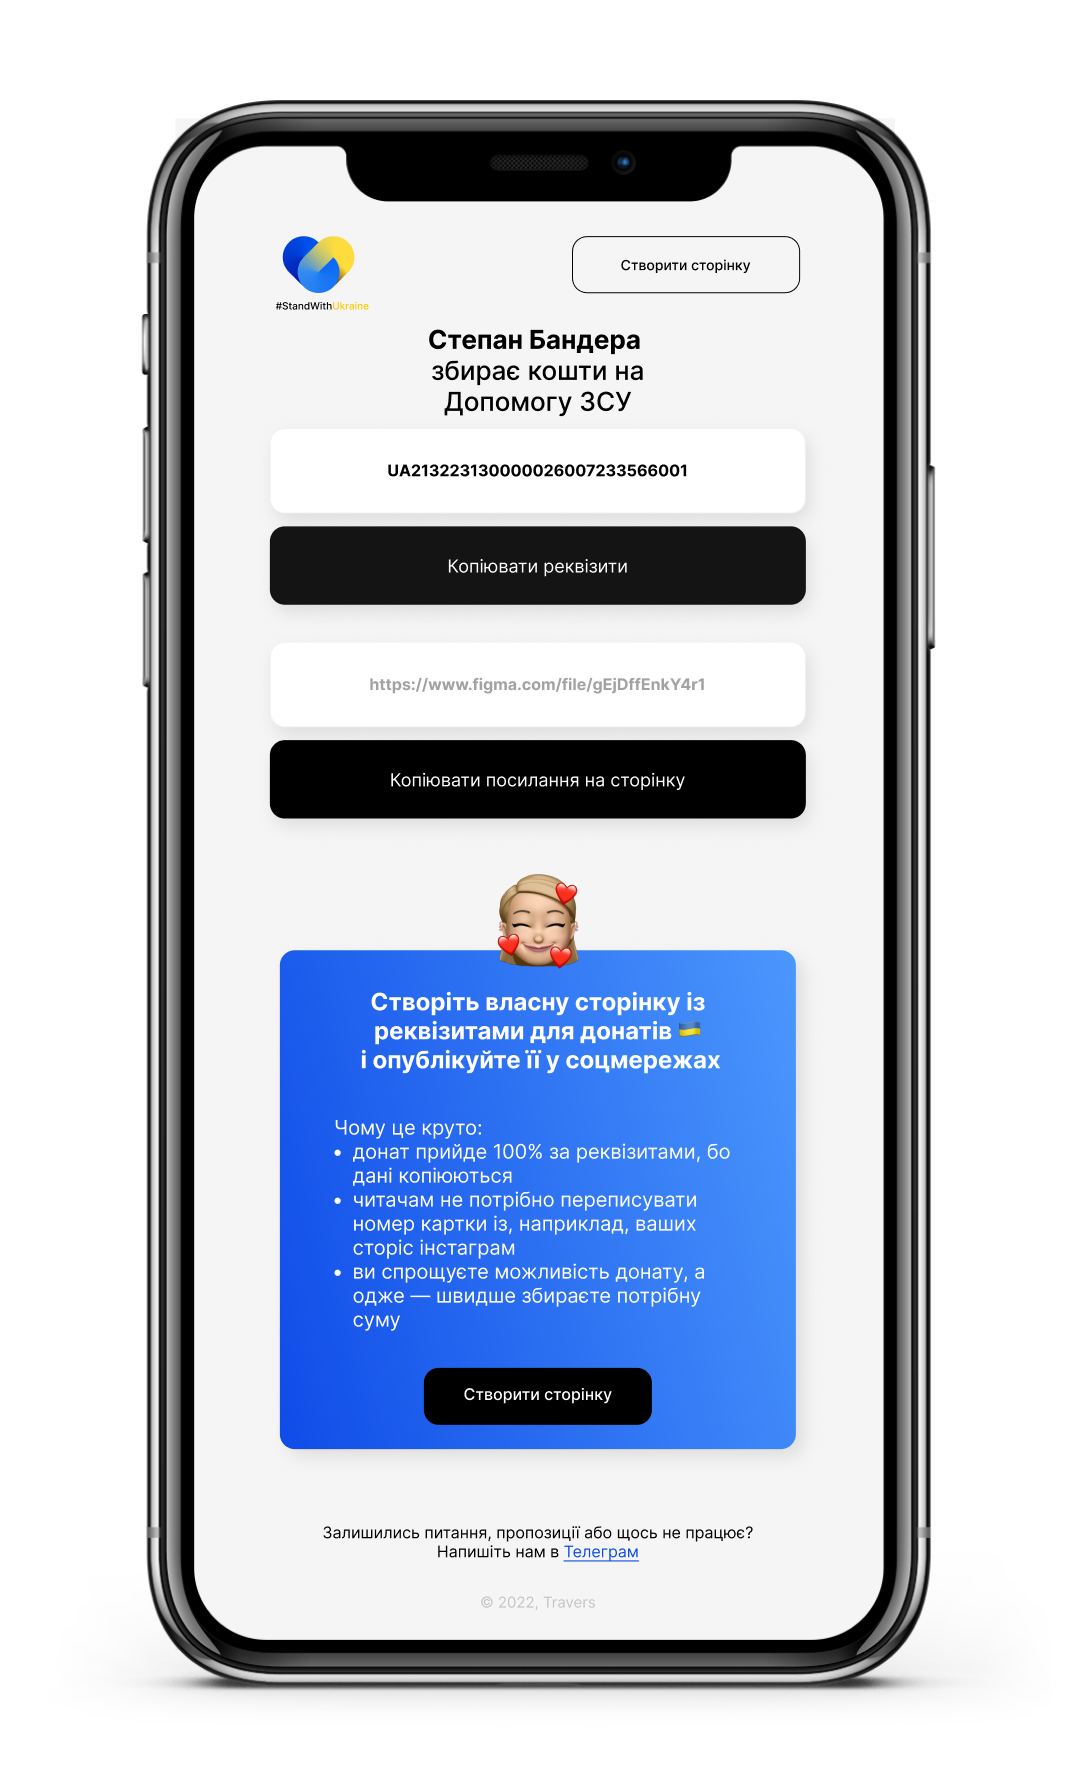 #StandWithUkraine
Створити сторінку
Степан Бандера
збирає кошти на
Допомогу ЗСУ
UA213223130000026007233566001
Копіювати реквізити
https://www.figma.com/file/gEjDffEnkY4r1
Копіювати посилання на сторінку
Створіть власну сторінку із
реквізитами для донатів 🇺🇦
і опублікуйте її у соцмережах
Чому це круто:
• донат прийде 100% за реквізитами, бо
дані копіюються
• читачам не потрібно переписувати
номер картки із, наприклад, ваших
сторіс інстаграм
• ви спрощуєте можливість донату, а
одже — швидше збираєте потрібну
суму
Створити сторінку
Залишились питання, пропозиції або щось не працює?
Напишіть нам в Телеграм
© 2022, Travers